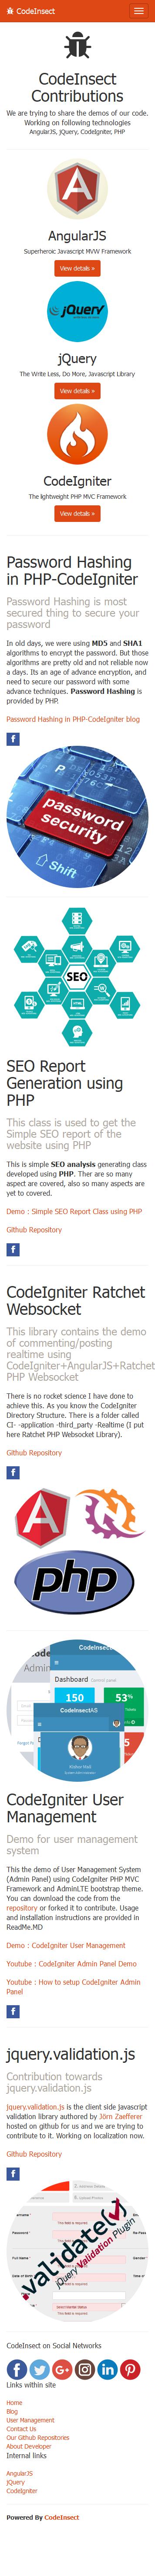 CodeInsect
CodeInsect
Contributions
We are trying to share the demos of our code.
Working on following technologies
AngularJS, jQuery, CodeIgniter, PHP
AngularJS
Superheroic Javascript MVW Framework
View details »
jQuery
jQuery
The Write Less, Do More, Javascript Library
View details »
CodeIgniter
The lightweight PHP MVC Framework
View details »
Password Hashing
in PHP-CodeIgniter
Password Hashing is most
secured thing to secure your
password
In old days, we were using MD5 and SHA1
algorithms to encrypt the password. But those
algorithms are pretty old and not reliable now
a days. In an age of advance encryption, and
to secure our password with some
advance techniques. Password Hashing is
provided by PHP.
Password Hashing in PHP-CodeIgniter blog
password
security
Shift
SEO
SEO Report
Generation using
PHP
This class is used to get the
Simple SEO report of the
website using PHP
This is simple SEO analysis generating class
developed using PHP. There are so many
aspect are covered, also so many aspects are
yet to covered.
Demo : Simple SEO Report Class using PHP
Github Repository
CodeIgniter Ratchet
Websocket
This library contains the demo
of commenting/posting
realtime using
CodeIgniter+AngularJS+Ratchet
PHP Websocket
There is no rocket science I have done to
achieve this. As you know the CodeIgniter
Directory Structure. There is a folder called
CI- -application -third_party -Realtime (I put
here Ratchet PHP Websocket Library).
Github Repository
php
Dashboard
150
53%
CodeInsectAS
CodeIgniter User
Management
Demo for user management
system
This the demo of User Management System
(Admin Panel) using CodeIgniter PHP MVC
Framework and AdminLTE bootstrap theme.
You can download the code from the
repository or forked it to contribute. Usage
and installation instructions are provided in
ReadMe.MD
Demo : CodeIgniter User Management
Youtube : CodeIgniter Admin Panel Demo
Youtube : How to setup CodeIgniter Admin
Panel
jquery.validation.js
Contribution towards
jquery.validation.js
jquery.validation.js is the client side javascript
validation library authored by Jörn Zaefferer
hosted on github for us and we are trying to
contribute to it. Working on localization now.
Github Repository
validated
jQuery Validation Plugin
CodeInsect on Social Networks
Links within site
Home
Blog
User Management
Contact Us
Our Github Repositories
About Developer
Internal links
AngularJS
jQuery
CodeIgniter
Powered By CodeInsect